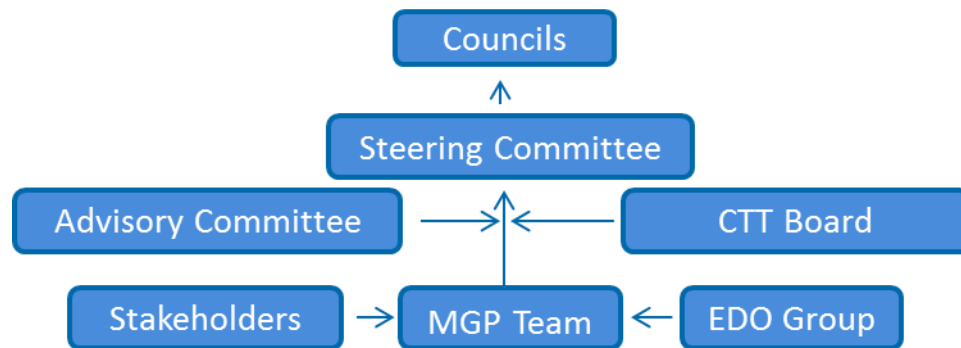 Councils
Steering Committee
Advisory Committee
CTT Board
Stakeholders
MGP Team
EDO Group